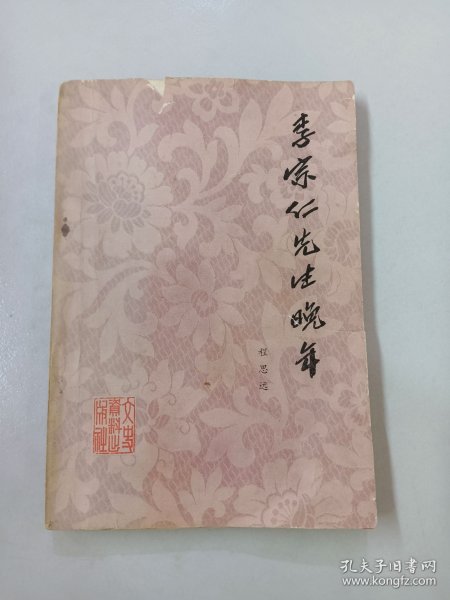 李宗仁先生晚年
程思远
文史
資料出
版社
孔夫子旧书网
www.kongfz.com